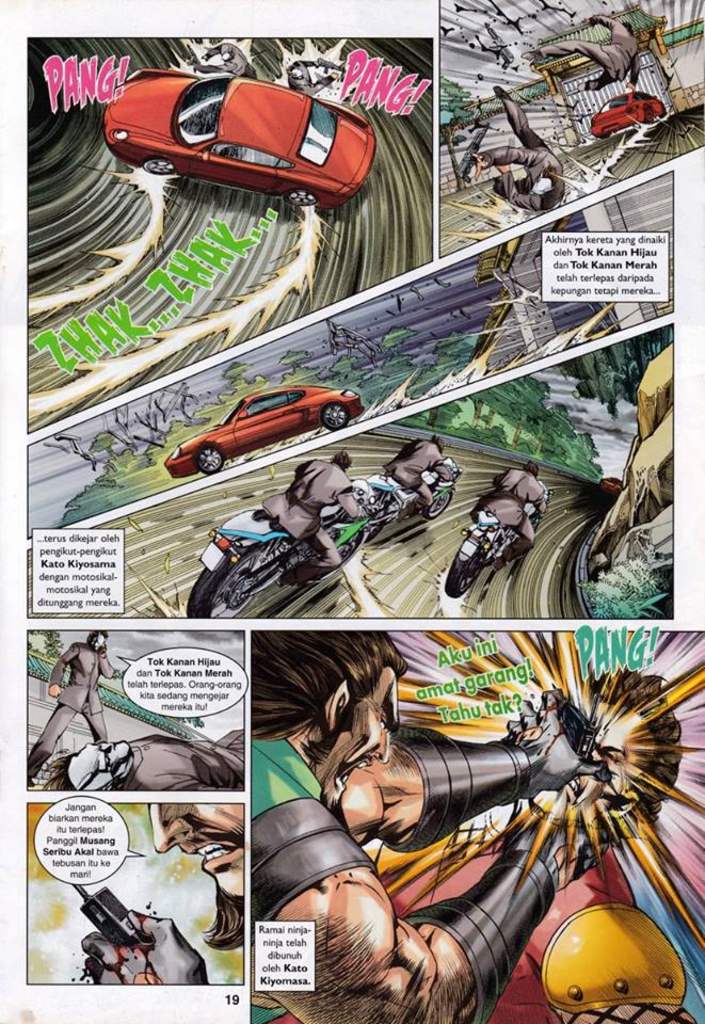 PANG!
PANG!
ZHAK...ZHAK...
Akhirnya kereta yang dinaiki
oleh Tok Kanan Hijau
dan Tok Kanan Merah
telah terlepas daripada
kepungan tetapi mereka...
...terus dikejar oleh
pengikut-pengikut
Kato Kiyosama
dengan motosikal-
motosikal yang
ditunggang mereka.
Tok Kanan Hijau
dan Tok Kanan Merah
telah terlepas. Orang-orang
kita sedang mengejar
mereka itu!
Jangan
biarkan mereka
itu terlepas!
Panggil Musang
Seribu Akal bawa
tebusan itu ke
mari!
Aku ini
amat garang!
Tahu tak?
PANG!
Ramai ninja-
ninja telah
dibunuh
oleh Kato
Kiyomasa.
19